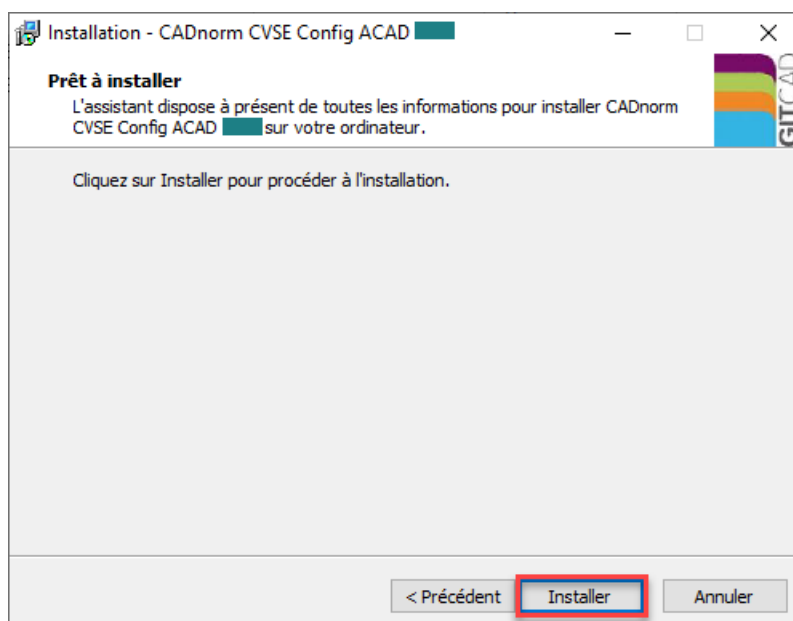 Installation - CADnorm CVSE Config ACAD
Prêt à installer
L'assistant dispose à présent de toutes les informations pour installer CADnorm
CVSE Config ACAD sur votre ordinateur.
GITCAD
Cliquez sur Installer pour procéder à l'installation.
< Précédent Installer Annuler